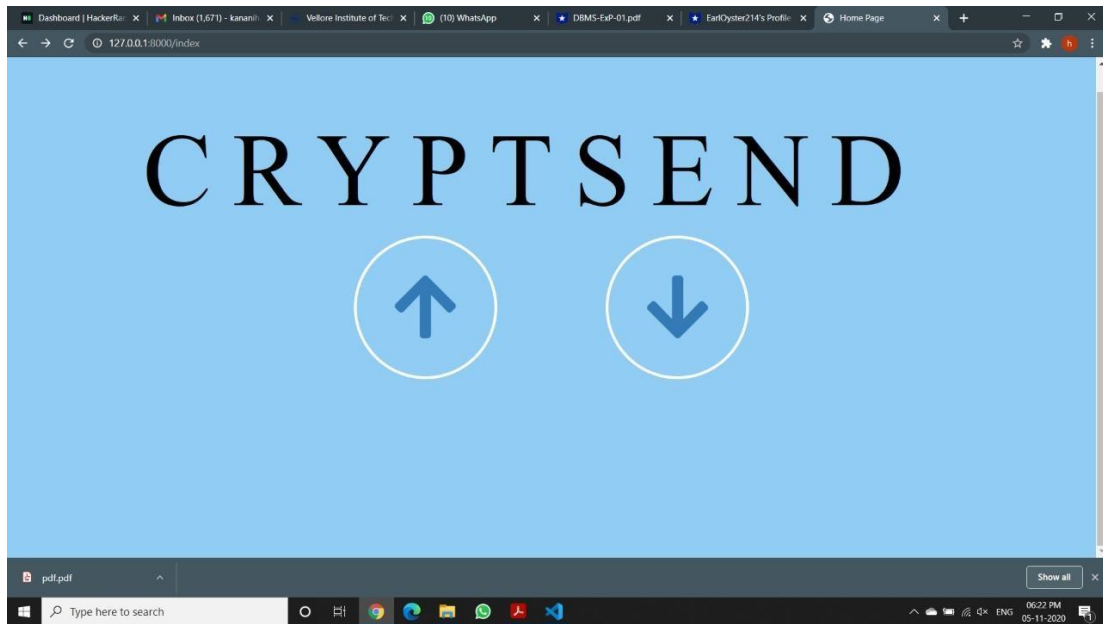 Dashboard | HackerRan
Inbox (1,671) - kananih
Vellore Institute of Tech
(10) WhatsApp
DBMS-ExP-01.pdf
EarlOyster214's Profile
Home Page
127.0.0.1:8000/index
h
CRYPTSEND
pdf.pdf
Show all
Type here to search
ENG
06:22 PM
05-11-2020